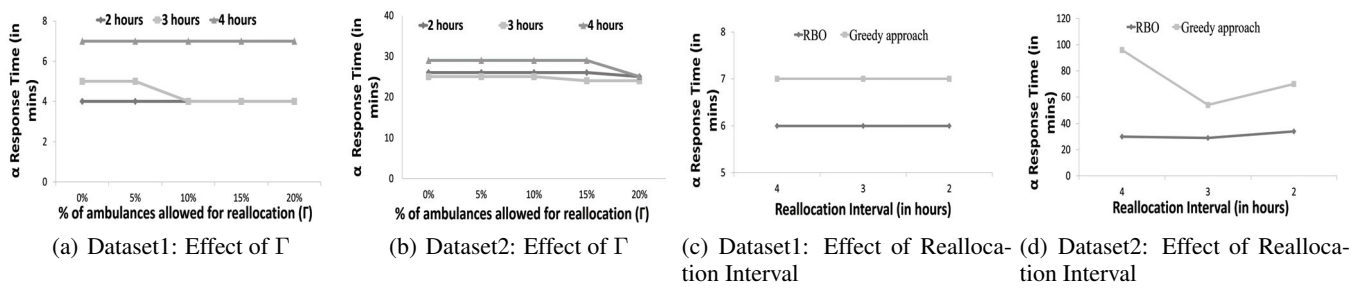 2 hours 3 hours 4 hours
α Response Time (in mins)
8
6
4
2
0
0% 5% 10% 15% 20%
% of ambulances allowed for reallocation (Γ)
(a) Dataset1: Effect of Γ
2 hours 3 hours 4 hours
α Response Time (in mins)
40
30
20
10
0
0% 5% 10% 15% 20%
% of ambulances allowed for reallocation (Γ)
(b) Dataset2: Effect of Γ
RBO Greedy approach
α Response Time (in mins)
8
7
6
5
4 3 2
Reallocation Interval (in hours)
(c) Dataset1: Effect of Realloca-
tion Interval
RBO Greedy approach
α Response Time (in mins)
120
100
80
60
40
20
0
4 3 2
Reallocation Interval (in hours)
(d) Dataset2: Effect of Realloca-
tion Interval